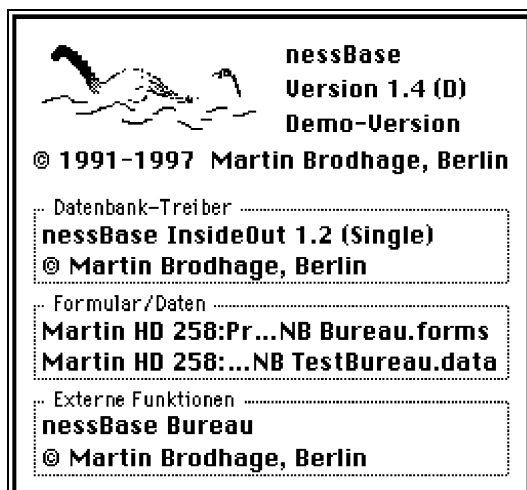 nessBase
Version 1.4 (D)
Demo-Version
© 1991-1997 Martin Brodhage, Berlin
Datenbank-Treiber
nessBase InsideOut 1.2 (Single)
© Martin Brodhage, Berlin
Formular/Daten
Martin HD 258:Pr...NB Bureau.forms
Martin HD 258:...NB TestBureau.data
Externe Funktionen
nessBase Bureau
© Martin Brodhage, Berlin